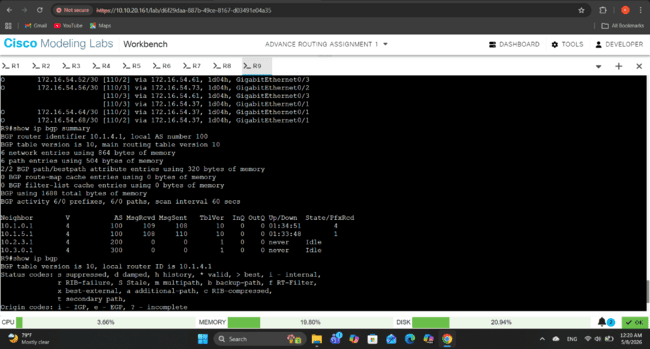 Not secure https://10.10.20.161/lab/d6f29daa-887b-49ce-8167-d03491e04a35
Gmail YouTube Maps All Bookmarks
Cisco Modeling Labs Workbench ADVANCE ROUTING ASSIGNMENT 1 DASHBOARD TOOLS DEVELOPER
R1 R2 R3 R4 R5 R6 R7 R8 R9
O 172.16.54.52/30 [110/2] via 172.16.54.61, 1d04h, GigabitEthernet0/3
O 172.16.54.56/30 [110/3] via 172.16.54.73, 1d04h, GigabitEthernet0/2
[110/3] via 172.16.54.61, 1d04h, GigabitEthernet0/3
[110/3] via 172.16.54.37, 1d04h, GigabitEthernet0/1
O 172.16.54.64/30 [110/2] via 172.16.54.37, 1d04h, GigabitEthernet0/1
O 172.16.54.68/30 [110/2] via 172.16.54.37, 1d04h, GigabitEthernet0/1
R9#show ip bgp summary
BGP router identifier 10.1.4.1, local AS number 100
BGP table version is 10, main routing table version 10
6 network entries using 864 bytes of memory
6 path entries using 504 bytes of memory
2/2 BGP path/bestpath attribute entries using 320 bytes of memory
0 BGP route-map cache entries using 0 bytes of memory
0 BGP filter-list cache entries using 0 bytes of memory
BGP using 1688 total bytes of memory
BGP activity 6/0 prefixes, 6/0 paths, scan interval 60 secs
Neighbor V AS MsgRcvd MsgSent TblVer InQ OutQ Up/Down State/PfxRcd
10.1.0.1 4 100 109 108 10 0 0 01:34:51 4
10.1.5.1 4 100 108 110 10 0 0 01:33:48 1
10.2.3.1 4 200 0 0 1 0 0 never Idle
10.3.0.1 4 300 0 0 1 0 0 never Idle
R9#show ip bgp
BGP table version is 10, local router ID is 10.1.4.1
Status codes: s suppressed, d damped, h history, * valid, > best, i - internal,
r RIB-failure, S Stale, m multipath, b backup-path, f RT-Filter,
x best-external, a additional-path, c RIB-compressed,
t secondary path,
Origin codes: i - IGP, e - EGP, ? - incomplete
CPU 3.66% MEMORY 19.80% DISK 20.94% OK
79°F
Mostly clear
Search
ENG
12:20 AM
5/8/2026